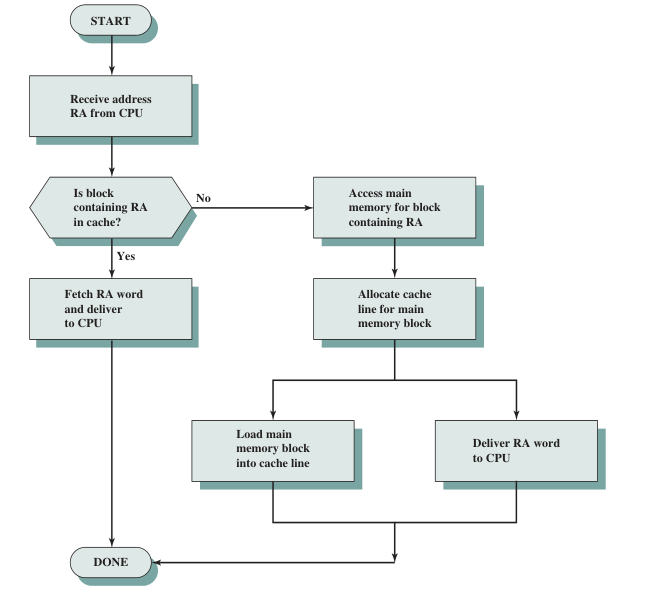 START
Receive address
RA from CPU
Is block
containing RA
in cache?
No
Access main
memory for block
containing RA
Yes
Fetch RA word
and deliver
to CPU
Allocate cache
line for main
memory block
Load main
memory block
into cache line
Deliver RA word
to CPU
DONE